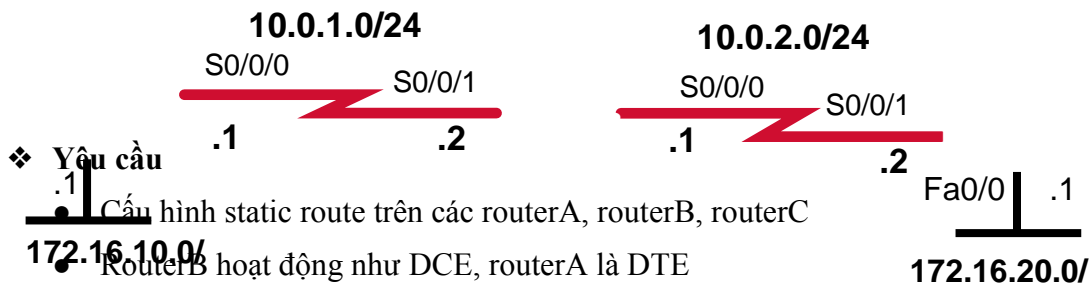 10.0.1.0/24
10.0.2.0/24
S0/0/0
S0/0/1
S0/0/0
S0/0/1
.1
.2
.1
.2
❖ Yêu cầu
.1
Fa0/0
.1
● Cấu hình static route trên các routerA, routerB, routerC
172.16.10.0/
● RouterB hoạt động như DCE, routerA là DTE
172.16.20.0/